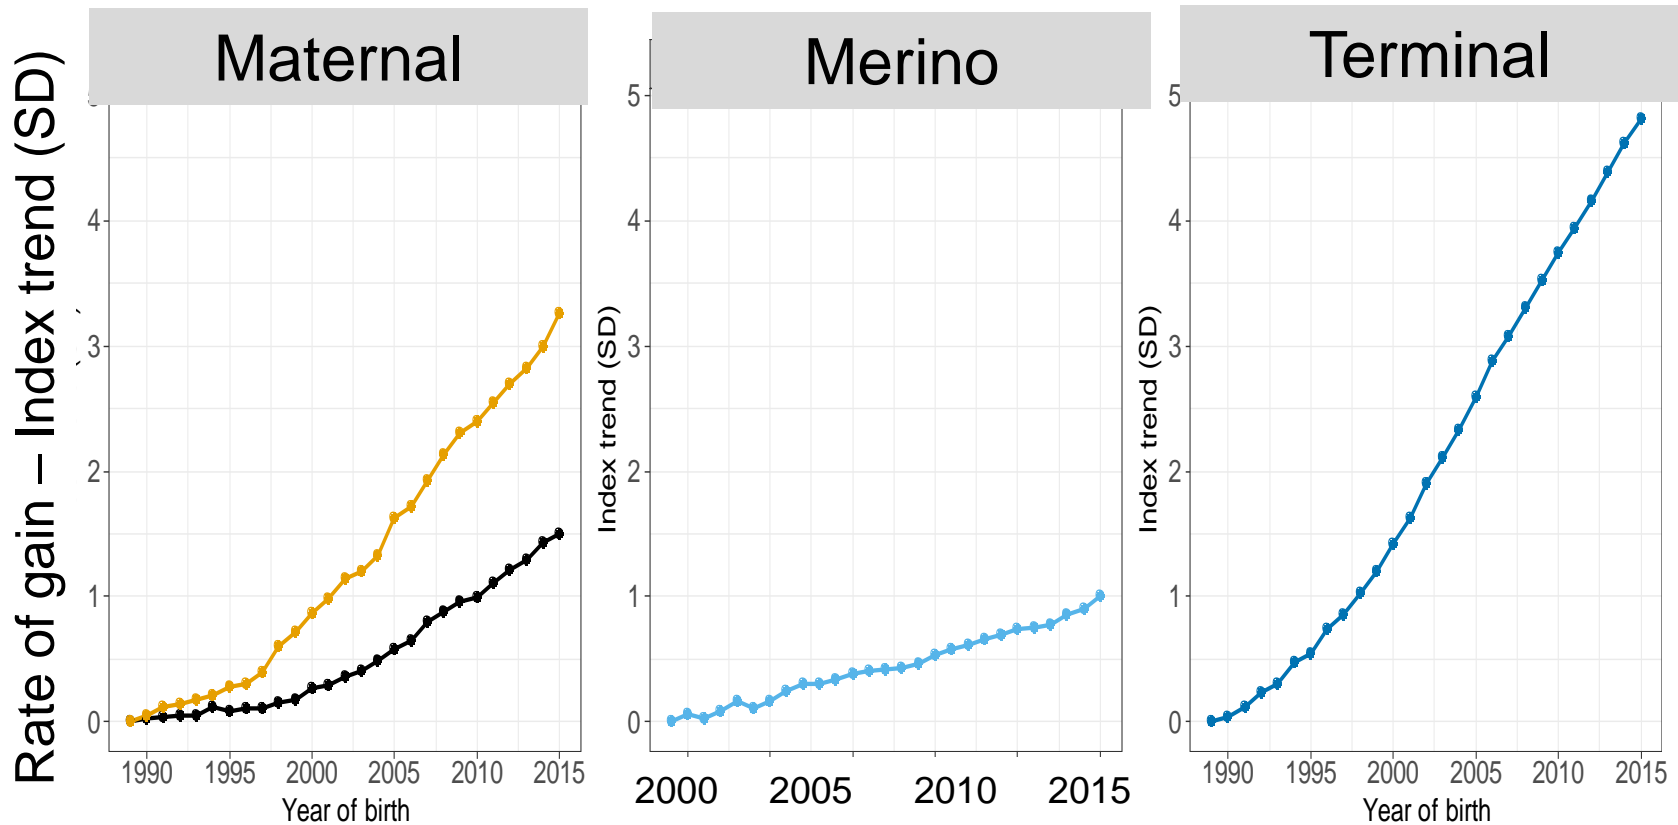 Maternal
Merino
Terminal
Rate of gain – Index trend (SD)
4
3
2
1
0
1990 1995 2000 2005 2010 2015
Year of birth
Index trend (SD)
5
4
3
2
1
0
2000 2005 2010 2015
Index trend (SD)
5
4
3
2
1
0
1990 1995 2000 2005 2010 2015
Year of birth